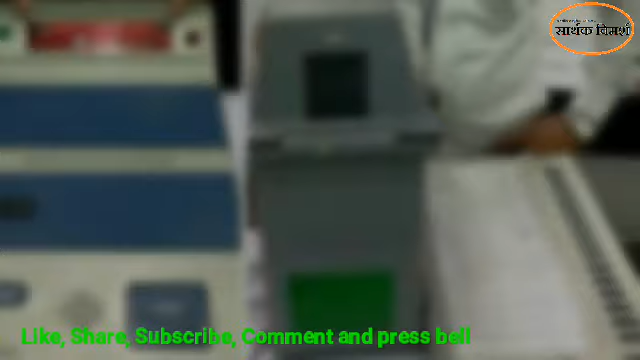 सार्थक विमर्श
Like, Share, Subscribe, Comment and press bell